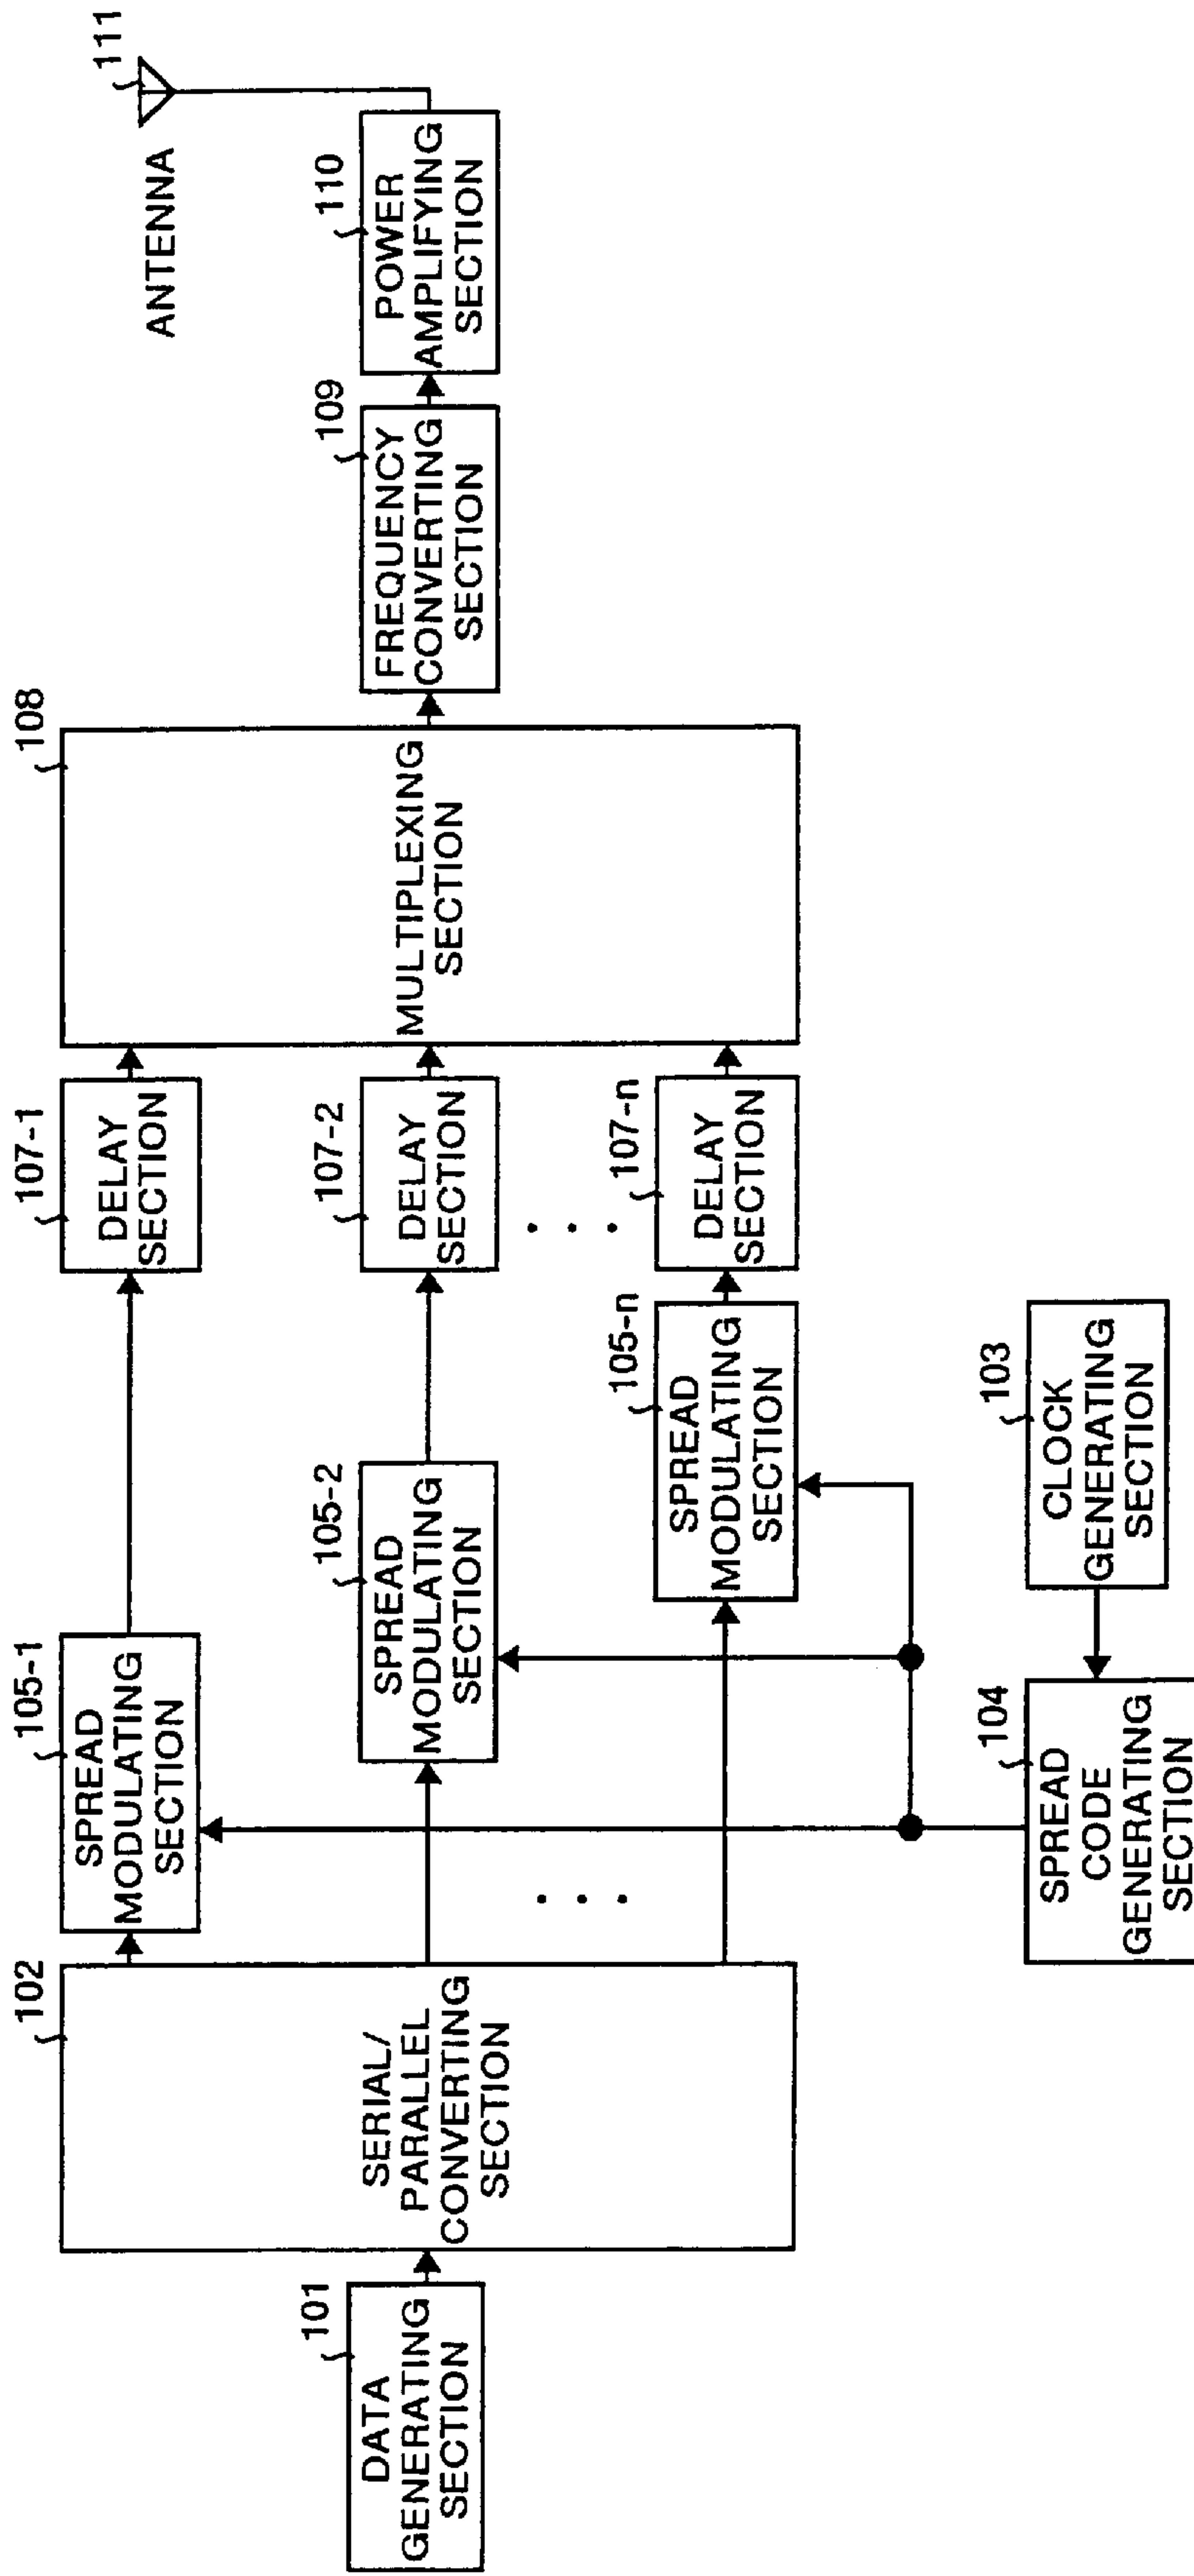 101
DATA
GENERATING
SECTION
102
SERIAL/
PARALLEL
CONVERTING
SECTION
105-1
SPREAD
MODULATING
SECTION
105-2
SPREAD
MODULATING
SECTION
105-n
SPREAD
MODULATING
SECTION
104
SPREAD
CODE
GENERATING
SECTION
103
CLOCK
GENERATING
SECTION
107-1
DELAY
SECTION
107-2
DELAY
SECTION
107-n
DELAY
SECTION
108
MULTIPLEXING
SECTION
109
FREQUENCY
CONVERTING
SECTION
110
POWER
AMPLIFYING
SECTION
ANTENNA
111